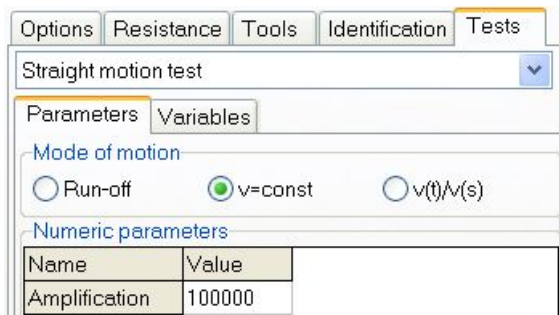 Options Resistance Tools Identification Tests
Straight motion test
Parameters Variables
Mode of motion
Run-off v=const v(t)/v(s)
Numeric parameters
Name Value
Amplification 100000